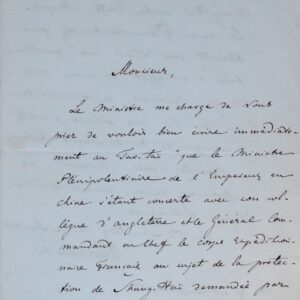 Monsieur,
Le Ministre me charge de vous
prier de vouloir bien écrire immédiate-
ment au Tao-taï "que le Ministre
Plénipotentiaire de l'Empereur en
chine s'étant concerté avec son col-
lègue d'Angleterre et le Général Com-
mandant en Chef le corps expédition-
naire Français au sujet de la protec-
tion de Shang-Haï demandée par